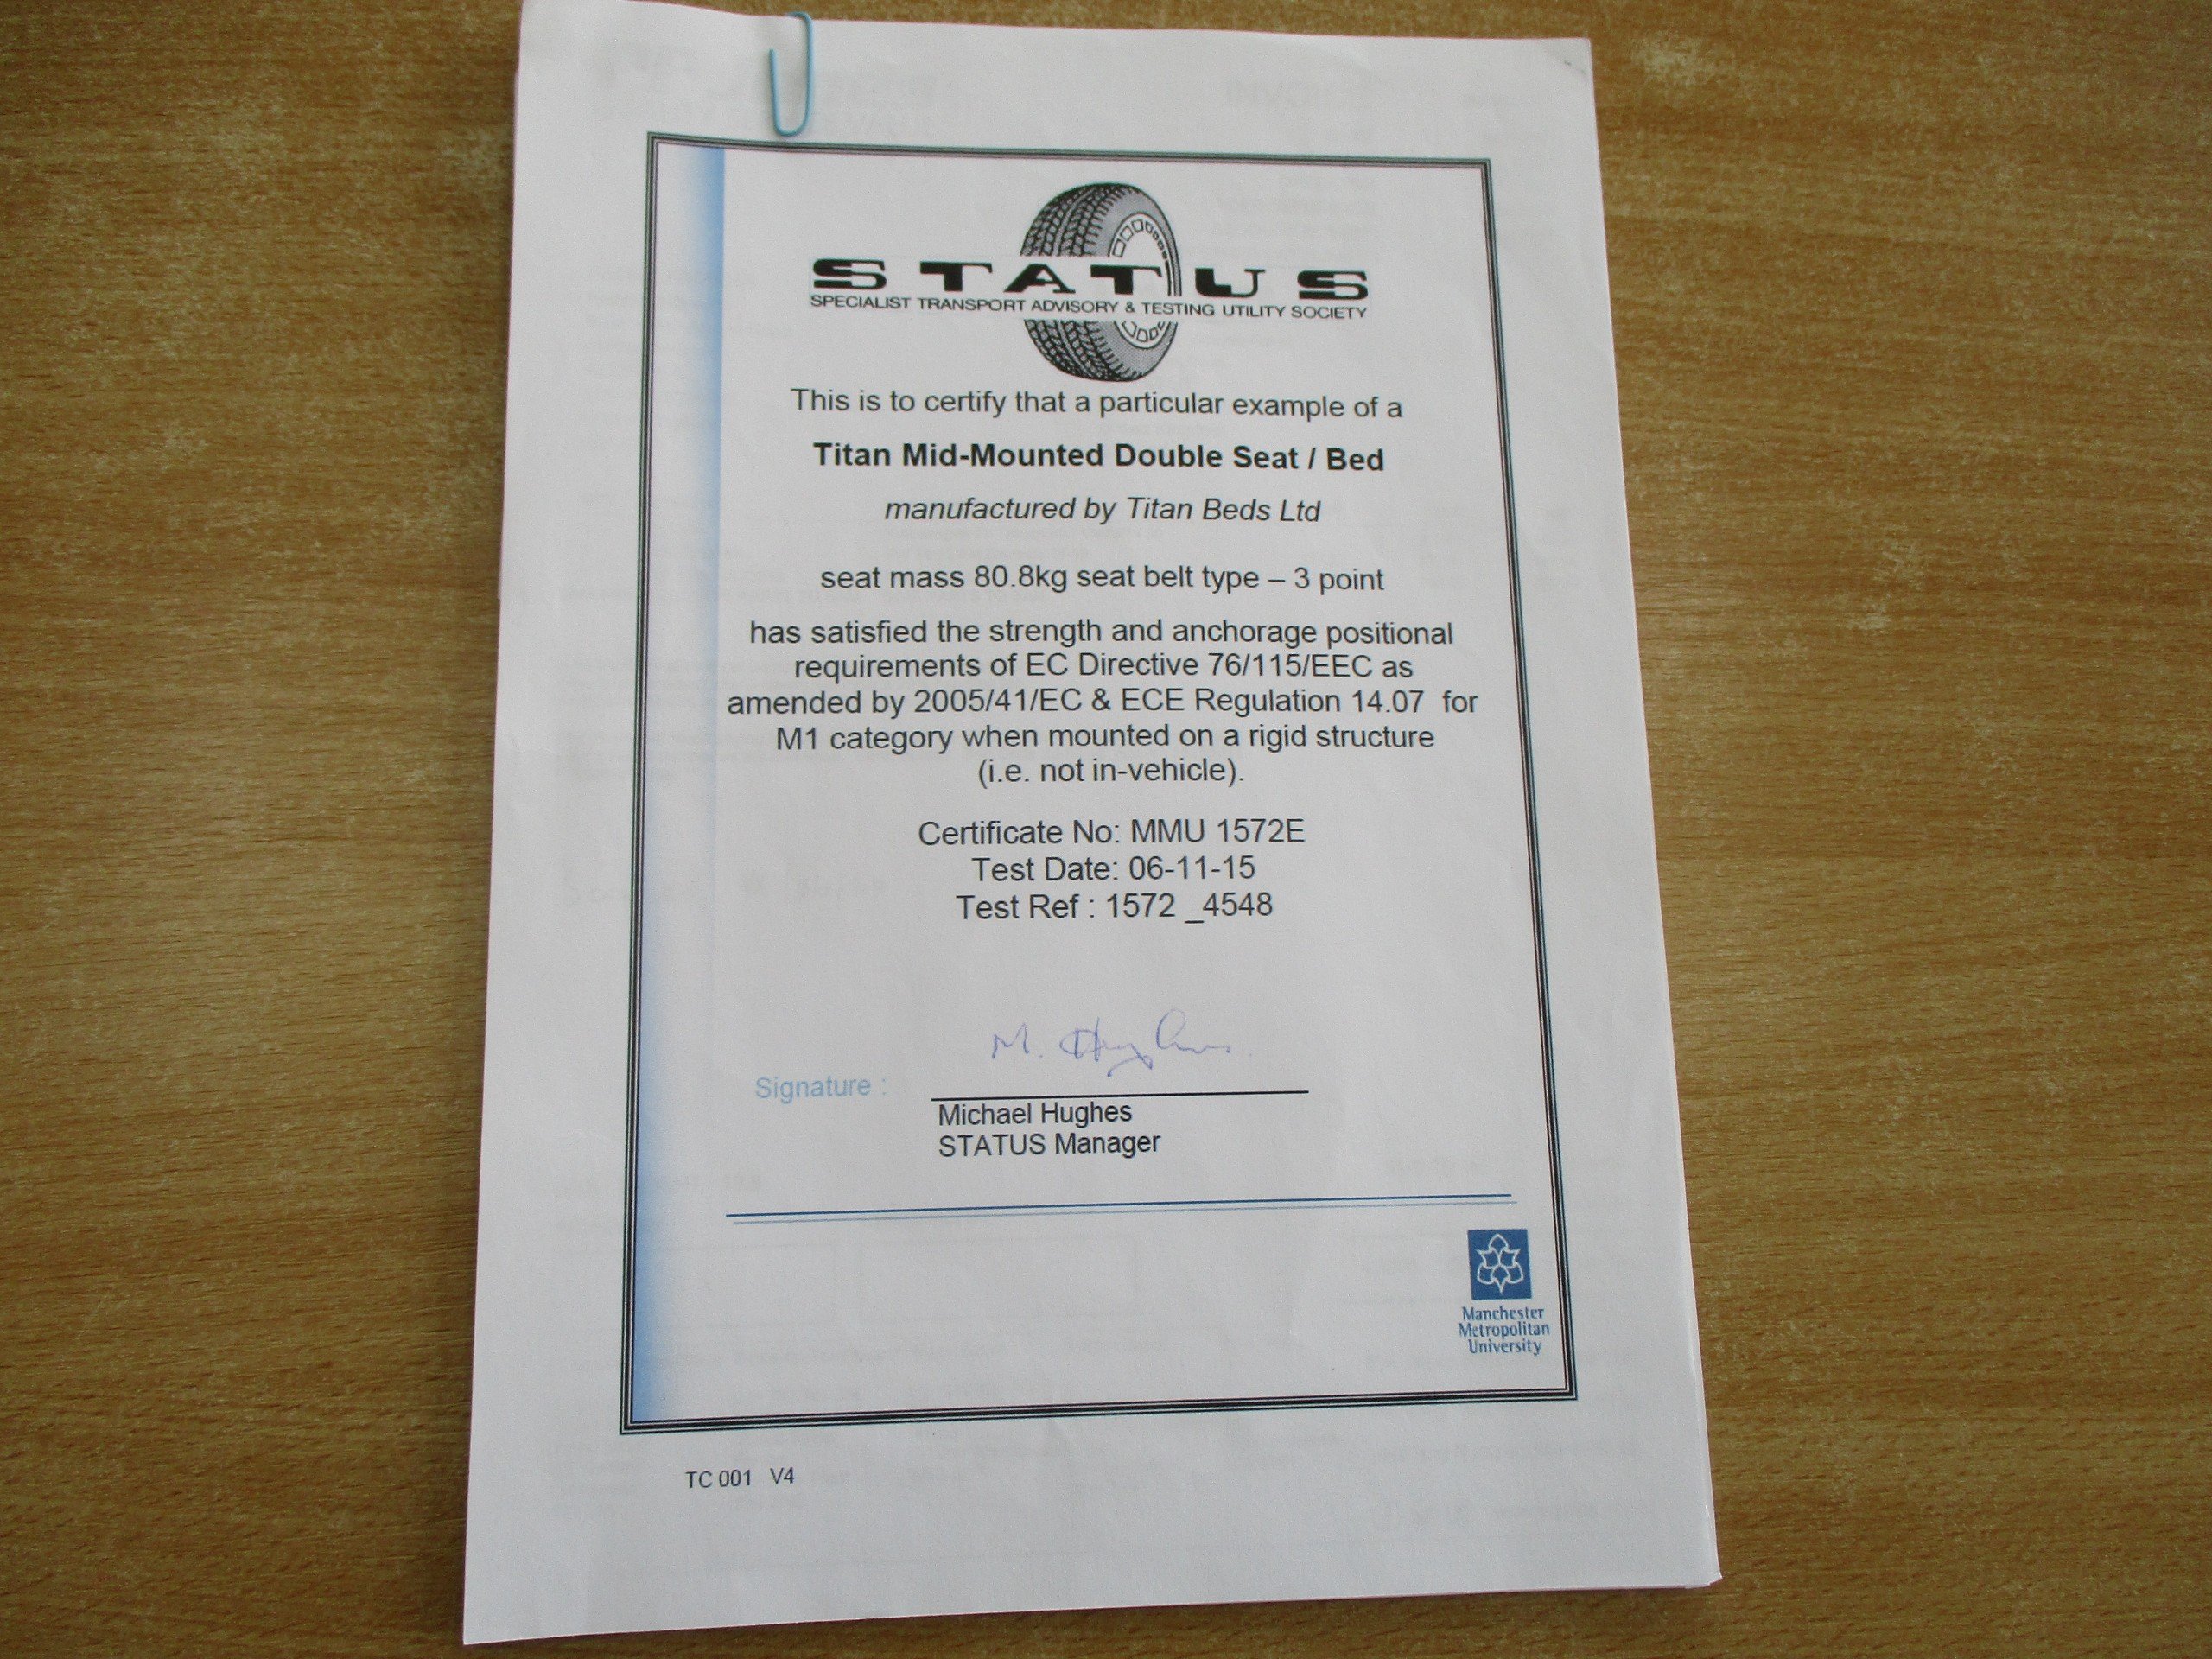 STATUS
SPECIALIST TRANSPORT ADVISORY & TESTING UTILITY SOCIETY
This is to certify that a particular example of a
Titan Mid-Mounted Double Seat / Bed
manufactured by Titan Beds Ltd
seat mass 80.8kg seat belt type – 3 point
has satisfied the strength and anchorage positional
requirements of EC Directive 76/115/EEC as
amended by 2005/41/EC & ECE Regulation 14.07 for
M1 category when mounted on a rigid structure
(i.e. not in-vehicle).
Certificate No: MMU 1572E
Test Date: 06-11-15
Test Ref : 1572 _4548
M. Hughes
Signature :
Michael Hughes
STATUS Manager
Manchester
Metropolitan
University
TC 001 V4